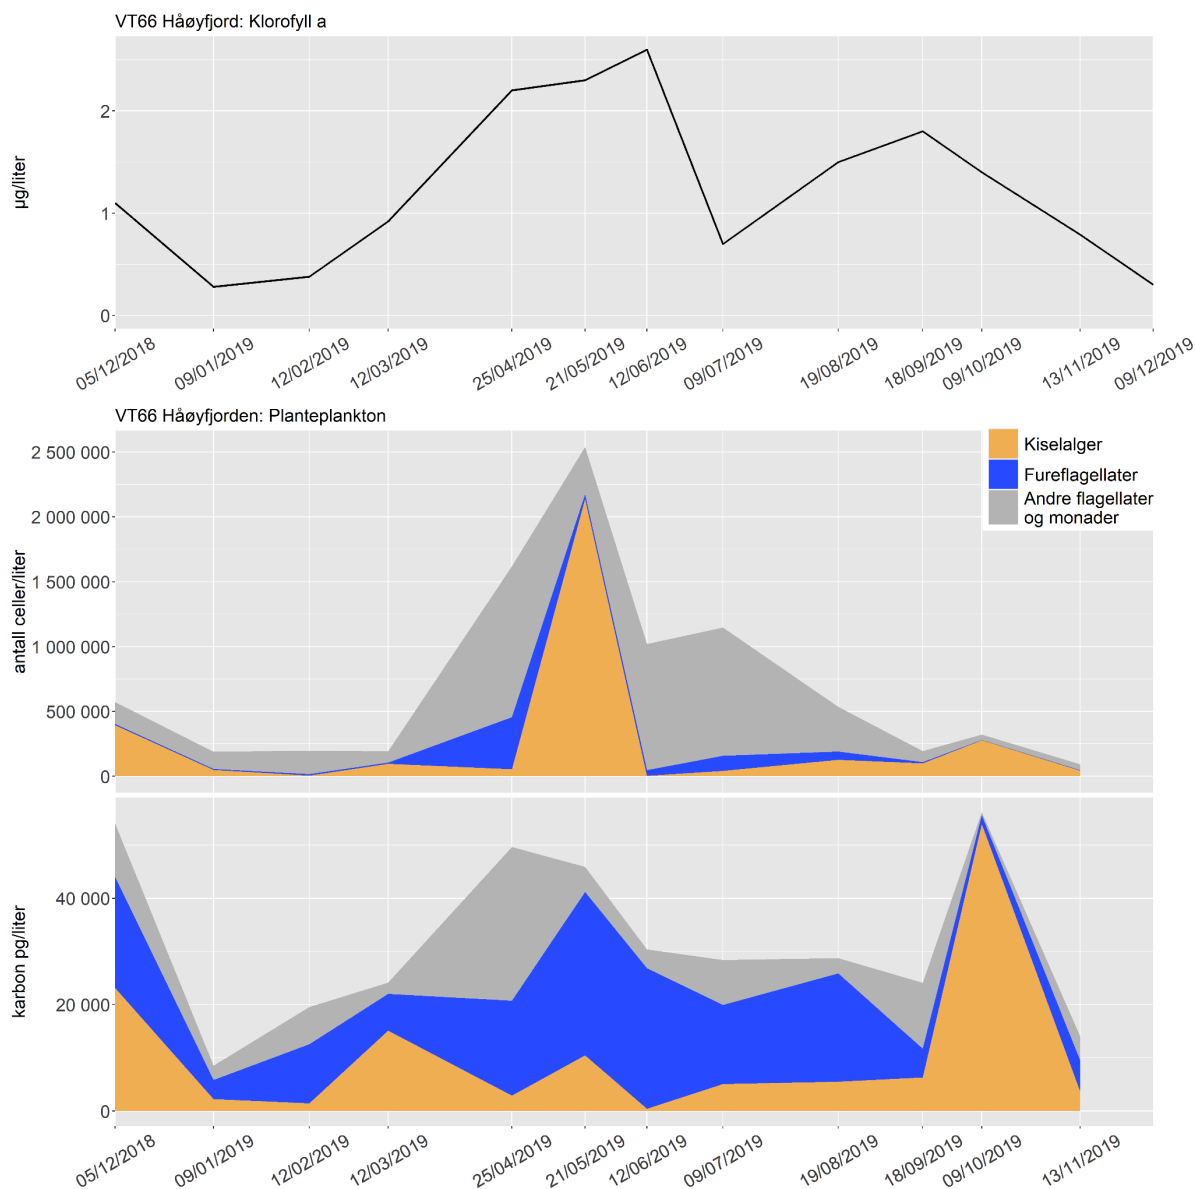 VT66 Håøyfjord: Klorofyll a
µg/liter
2
1
0
05/12/2018
09/01/2019
12/02/2019
12/03/2019
25/04/2019
21/05/2019
12/06/2019
09/07/2019
19/08/2019
18/09/2019
09/10/2019
13/11/2019
09/12/2019
VT66 Håøyfjorden: Planteplankton
antall celler/liter
2 500 000
2 000 000
1 500 000
1 000 000
500 000
0
Kiselalger
Fureflagellater
Andre flagellater
og monader
karbon pg/liter
40 000
20 000
0
05/12/2018
09/01/2019
12/02/2019
12/03/2019
25/04/2019
21/05/2019
12/06/2019
09/07/2019
19/08/2019
18/09/2019
09/10/2019
13/11/2019